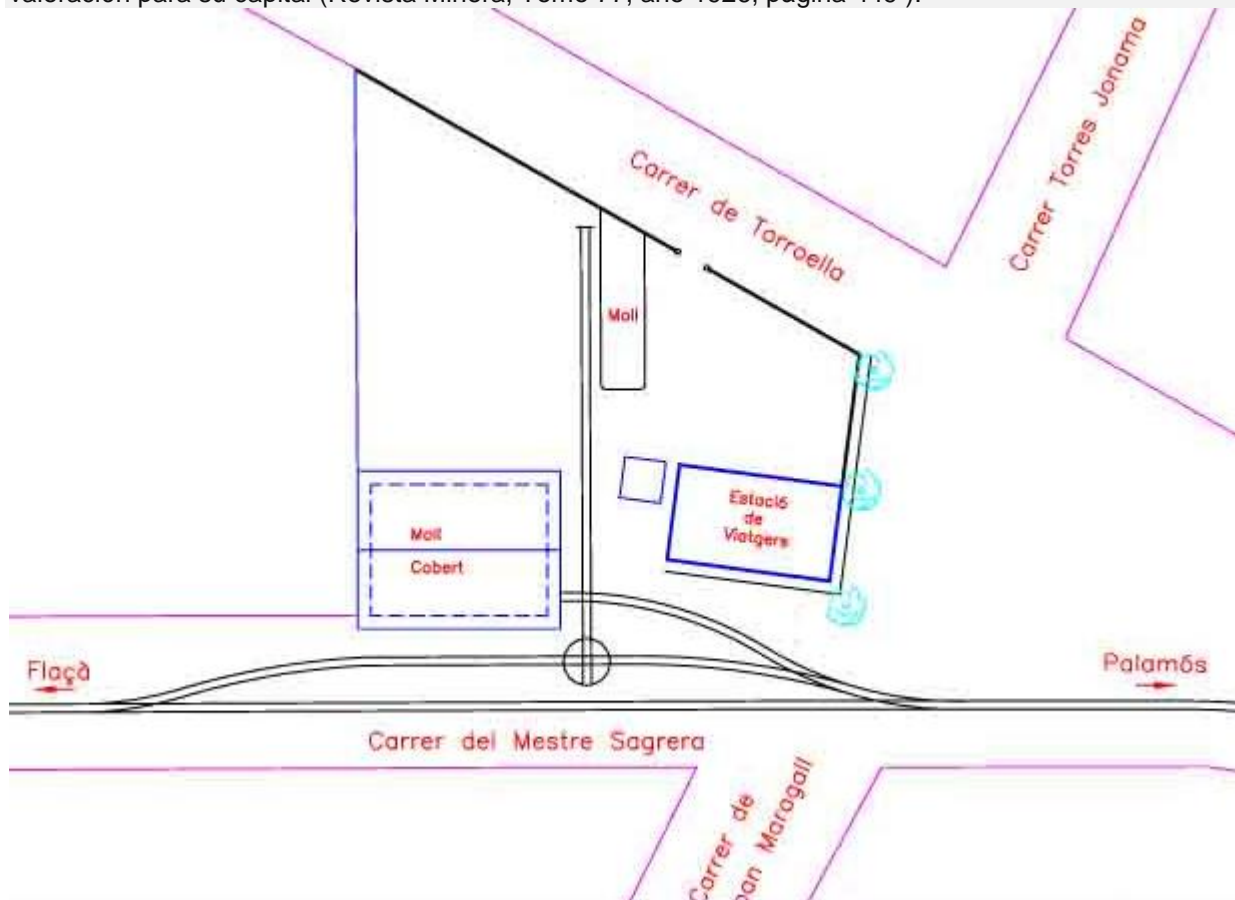 Carrer de Torroella
Carrer Torres Jonama
Moll
Estació
de
Viatgers
Moll
Cobert
Flaçà
Palamós
Carrer del Mestre Sagrera
Carrer de
Maragall